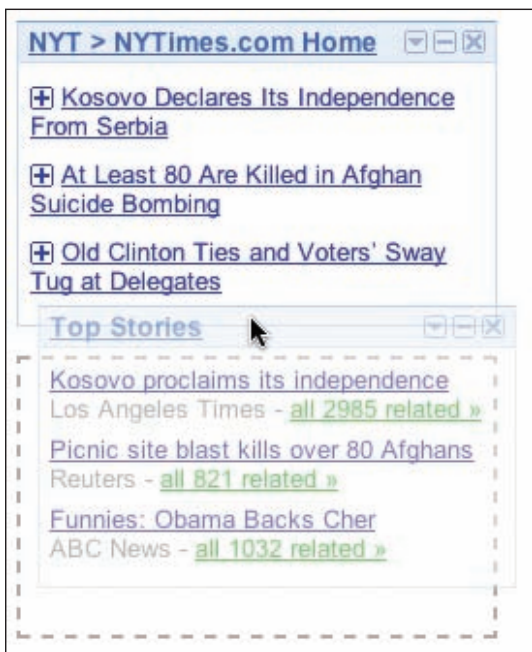 NYT > NYTimes.com Home
Kosovo Declares Its Independence
From Serbia
At Least 80 Are Killed in Afghan
Suicide Bombing
Old Clinton Ties and Voters' Sway
Tug at Delegates
Top Stories
Kosovo proclaims its independence
Los Angeles Times - all 2985 related »
Picnic site blast kills over 80 Afghans
Reuters - all 821 related »
Funnies: Obama Backs Cher
ABC News - all 1032 related »